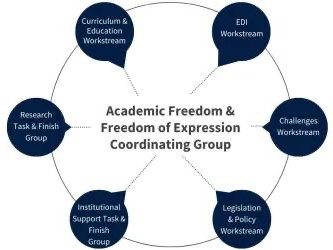 Curriculum &
Education
Workstream
EDI
Workstream
Research
Task & Finish
Group
Academic Freedom &
Freedom of Expression
Coordinating Group
Challenges
Workstream
Institutional
Support Task &
Finish
Group
Legislation
& Policy
Workstream